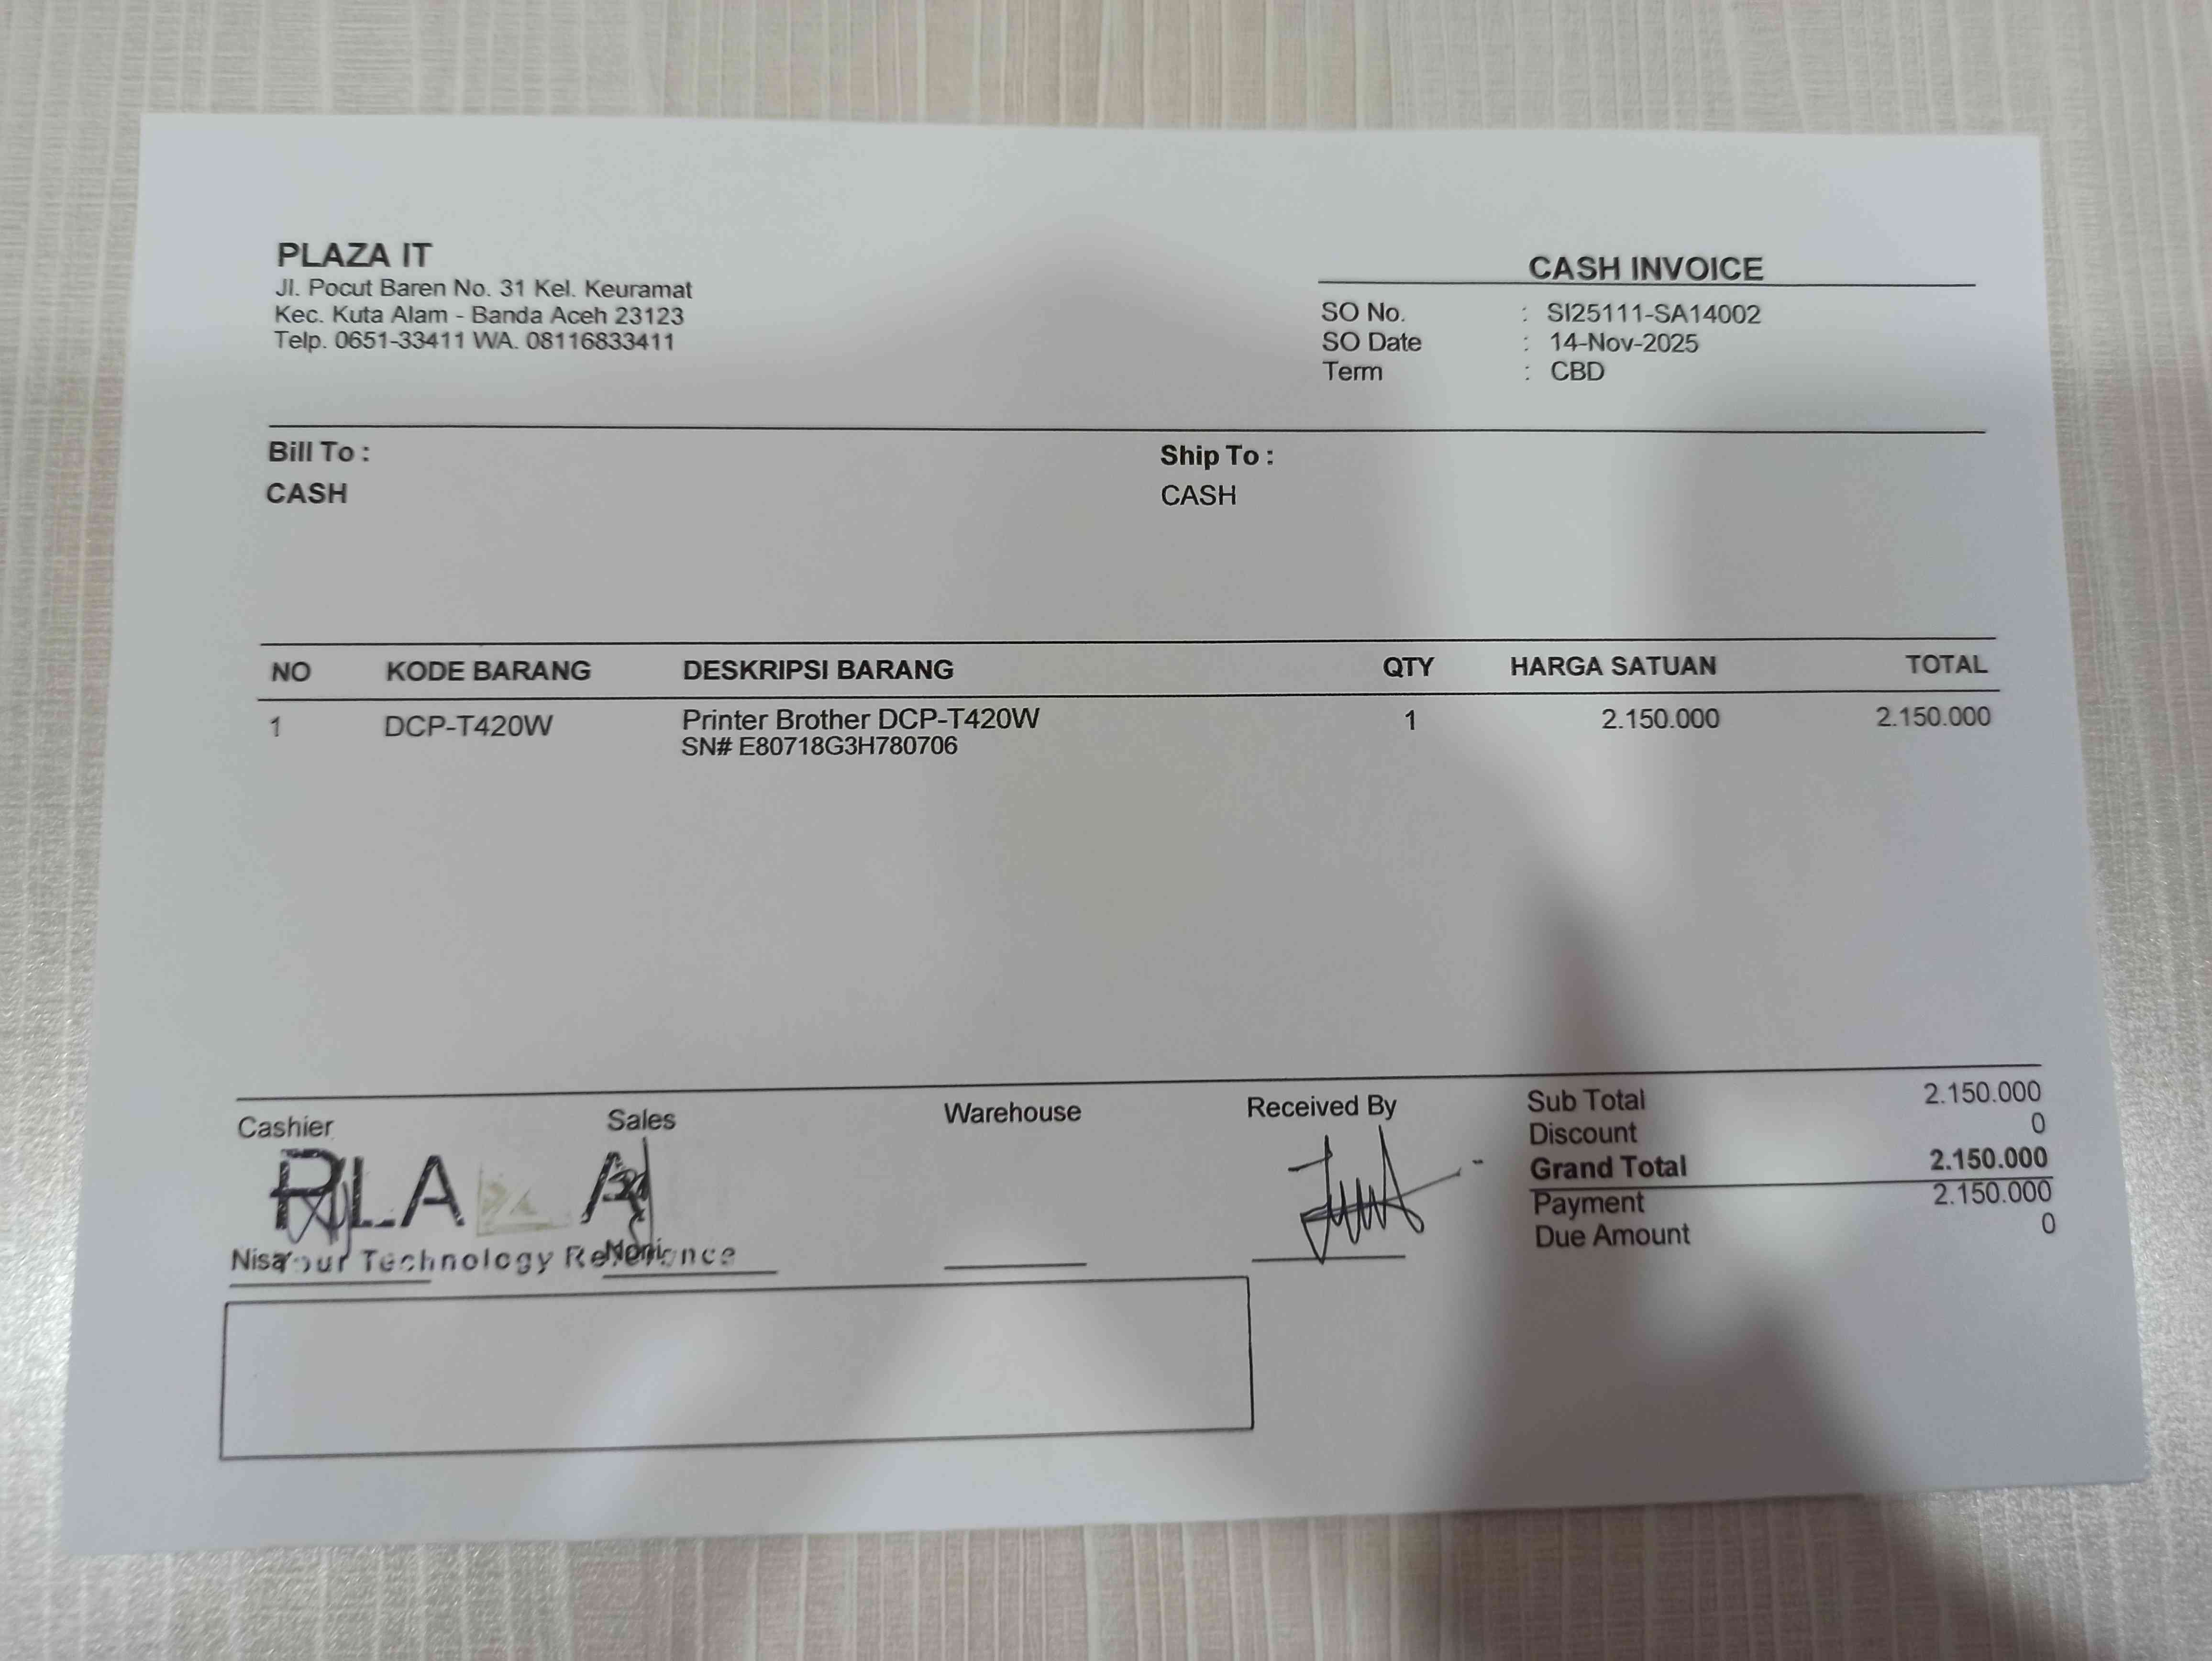 PLAZA IT
Jl. Pocut Baren No. 31 Kel. Keuramat
Kec. Kuta Alam - Banda Aceh 23123
Telp. 0651-33411 WA. 08116833411
CASH INVOICE
SO No. : SI25111-SA14002
SO Date : 14-Nov-2025
Term : CBD
Bill To :
CASH
Ship To :
CASH
NO KODE BARANG DESKRIPSI BARANG QTY HARGA SATUAN TOTAL
1 DCP-T420W Printer Brother DCP-T420W 1 2.150.000 2.150.000
SN# E80718G3H780706
Cashier Sales Warehouse Received By
PLAZA
Nisa Your Technology Reference Noni
Sub Total 2.150.000
Discount 0
Grand Total 2.150.000
Payment 2.150.000
Due Amount 0